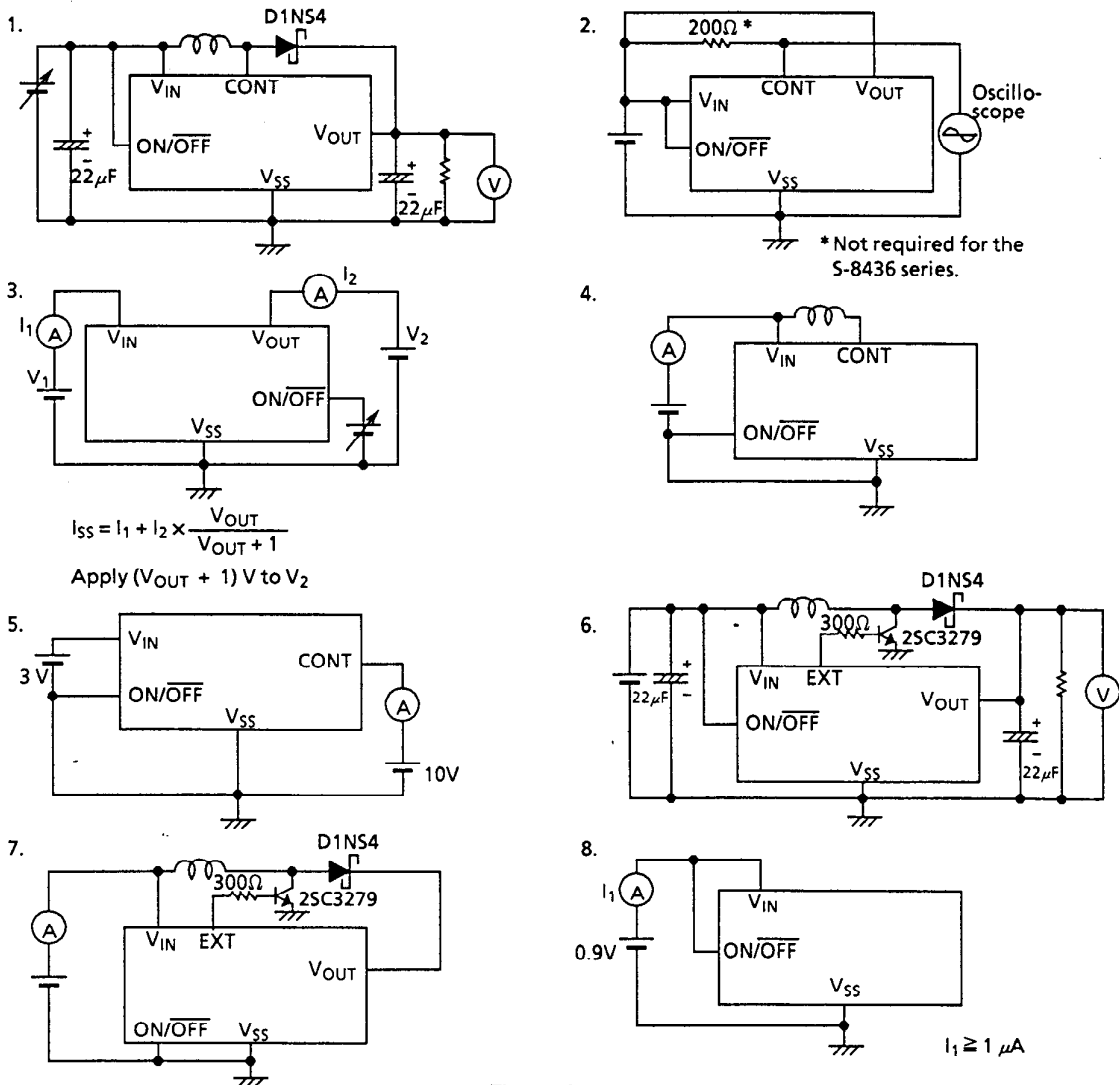 1.
D1NS4
V_IN
CONT
ON/OFF
V_OUT
V_SS
+
−
22μF
+
−
22μF
V
2.
200Ω *
CONT
V_OUT
V_IN
ON/OFF
V_SS
Oscillo-
scope
* Not required for the
S-8436 series.
3.
I_1
A
V_1
V_IN
V_OUT
A
I_2
V_2
ON/OFF
V_SS
I_SS = I_1 + I_2 × V_OUT / V_OUT + 1
Apply (V_OUT + 1) V to V_2
4.
A
V_IN
CONT
ON/OFF
V_SS
5.
3 V
V_IN
ON/OFF
CONT
V_SS
A
10V
6.
D1NS4
300Ω
2SC3279
+
−
22μF
V_IN
EXT
ON/OFF
V_OUT
V_SS
+
−
22μF
V
7.
D1NS4
300Ω
2SC3279
A
V_IN
EXT
V_OUT
ON/OFF
V_SS
8.
I_1
A
0.9V
V_IN
ON/OFF
V_SS
I_1 ≧ 1 μA